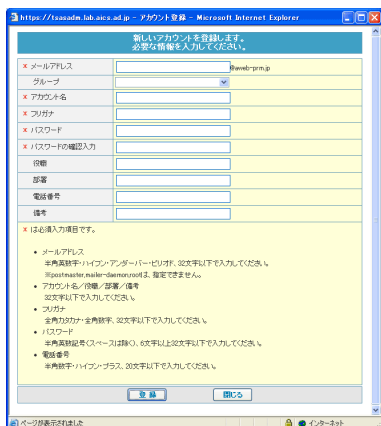 https://tsasadm.lab.aics.ad.jp - アカウント登録 - Microsoft Internet Explorer
新しいアカウントを登録します。
必要な情報を入力してください。
× メールアドレス @aweb-prm.jp
グループ
× アカウント名
× フリガナ
× パスワード
× パスワードの確認入力
役職
部署
電話番号
備考
× は必須入力項目です。
• メールアドレス
半角英数字・ハイフン・アンダーバー・ピリオド、32文字以下で入力してください。
※postmaster,mailer-daemon,rootは、指定できません。
• アカウント名／役職／部署／備考
32文字以下で入力してください。
• フリガナ
全角カタカナ・全角数字、32文字以下で入力してください。
• パスワード
半角英数記号(スペースは除く)、6文字以上32文字以下で入力してください。
• 電話番号
半角数字・ハイフン・プラス、20文字以下で入力してください。
登録 閉じる
ページが表示されました インターネット